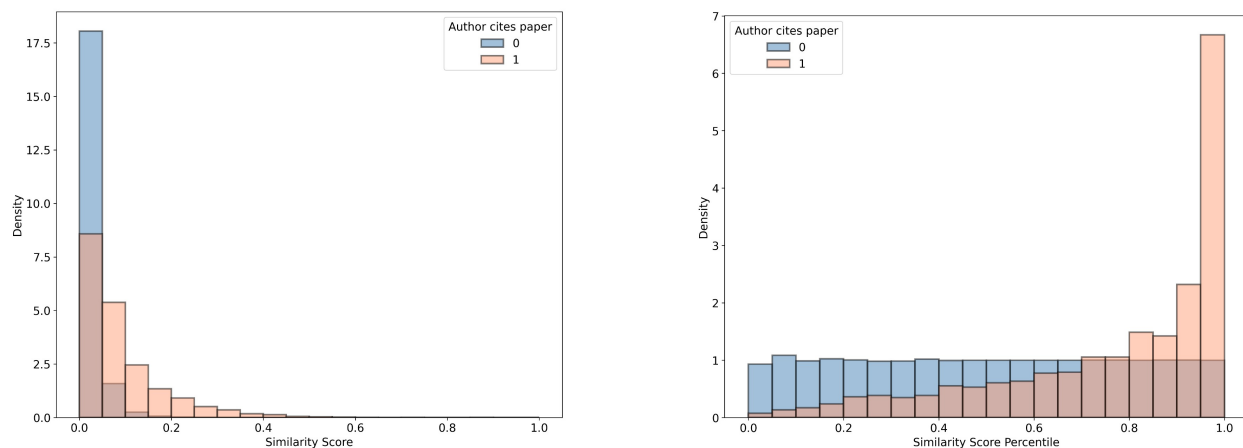 Author cites paper
0
1
17.5
15.0
12.5
10.0
7.5
5.0
2.5
0.0
Density
0.0 0.2 0.4 0.6 0.8 1.0
Similarity Score
Author cites paper
0
1
7
6
5
4
3
2
1
0
Density
0.0 0.2 0.4 0.6 0.8 1.0
Similarity Score Percentile